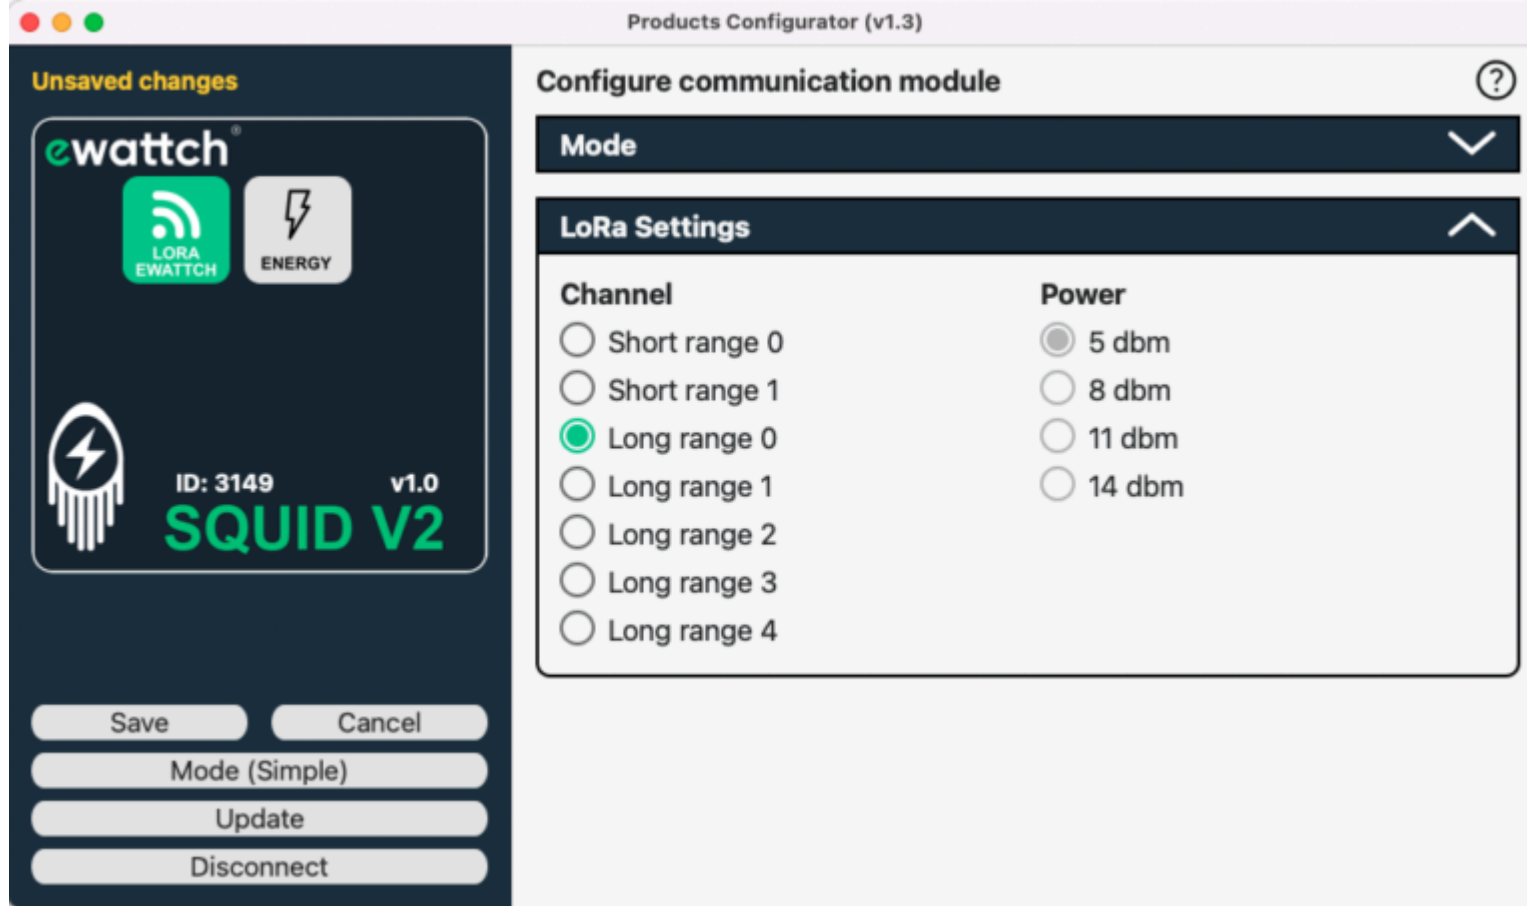 Products Configurator (v1.3)
Unsaved changes
ewattch®
LORA
EWATTCH
ENERGY
ID: 3149 v1.0
SQUID V2
Save Cancel
Mode (Simple)
Update
Disconnect
Configure communication module ?
Mode
LoRa Settings
Channel Power
Short range 0 5 dbm
Short range 1 8 dbm
Long range 0 11 dbm
Long range 1 14 dbm
Long range 2
Long range 3
Long range 4